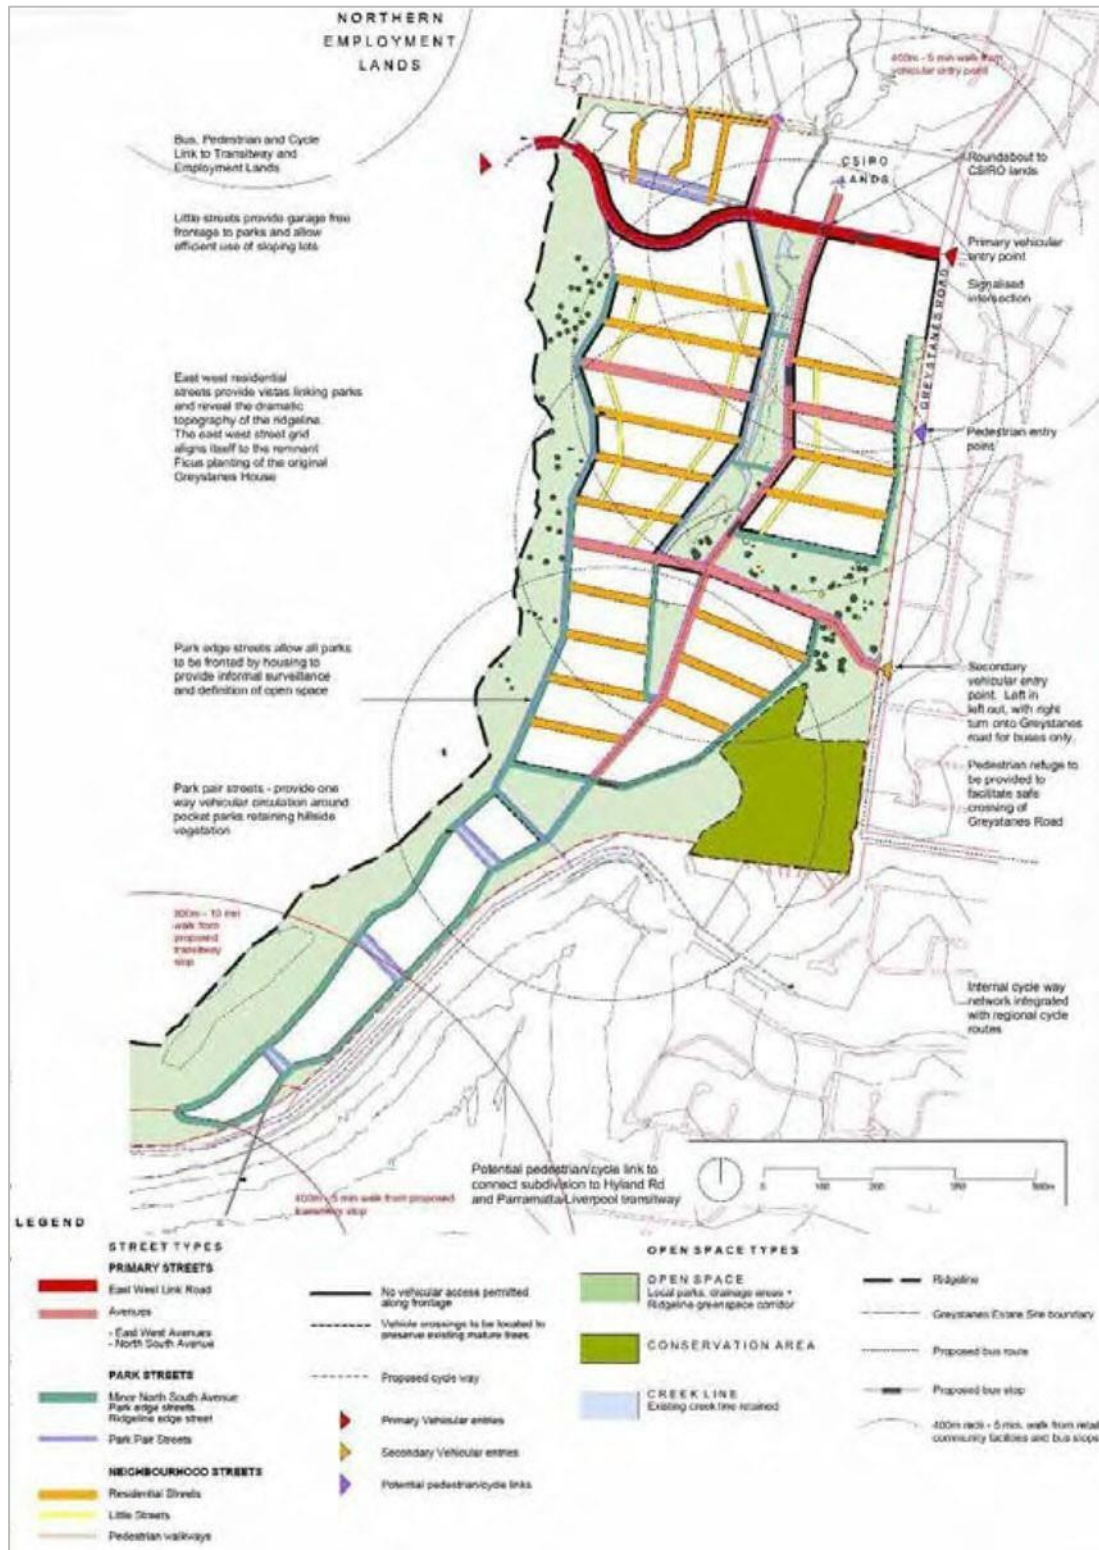 NORTHERN
EMPLOYMENT
LANDS
400m - 5 min walk from
vehicular entry point
Bus, Pedestrian and Cycle
Link to Transitway and
Employment Lands
CSIRO
LANDS
Roundabout to
CSIRO lands
Little streets provide garage free
frontage to parks and allow
efficient use of sloping lots
Primary vehicular
entry point
Signalised
intersection
GREYSTANES ROAD
East west residential
streets provide vistas linking parks
and reveal the dramatic
topography of the ridgeline.
The east west street grid
aligns itself to the remnant
Ficus planting of the original
Greystanes House
Pedestrian entry
point
Park edge streets allow all parks
to be fronted by housing to
provide informal surveillance
and definition of open space
Secondary
vehicular entry
point. Left in
left out, with right
turn onto Greystanes
road for buses only.
Pedestrian refuge to
be provided to
facilitate safe
crossing of
Greystanes Road
Park pair streets - provide one
way vehicular circulation around
pocket parks retaining hillside
vegetation
800m - 10 min
walk from
proposed
transitway
stop
Internal cycle way
network integrated
with regional cycle
routes
Potential pedestrian/cycle link to
connect subdivision to Hyland Rd
and Parramatta/Liverpool transitway
400m - 5 min walk from proposed
transitway stop
0 100 200 300 500m
LEGEND
STREET TYPES
PRIMARY STREETS
East West Link Road
Avenues
- East West Avenues
- North South Avenue
PARK STREETS
Minor North South Avenue
Park edge streets
Ridgeline edge street
Park Pair Streets
NEIGHBOURHOOD STREETS
Residential Streets
Little Streets
Pedestrian walkways
No vehicular access permitted
along frontage
Vehicle crossings to be located to
preserve existing mature trees
Proposed cycle way
Primary Vehicular entries
Secondary Vehicular entries
Potential pedestrian/cycle links
OPEN SPACE TYPES
OPEN SPACE
Local parks, drainage areas +
Ridgeline greenspace corridor
CONSERVATION AREA
CREEK LINE
Existing creek line retained
Ridgeline
Greystanes Estate Site boundary
Proposed bus route
Proposed bus stop
400m radii - 5 min. walk from retail
community facilities and bus stops